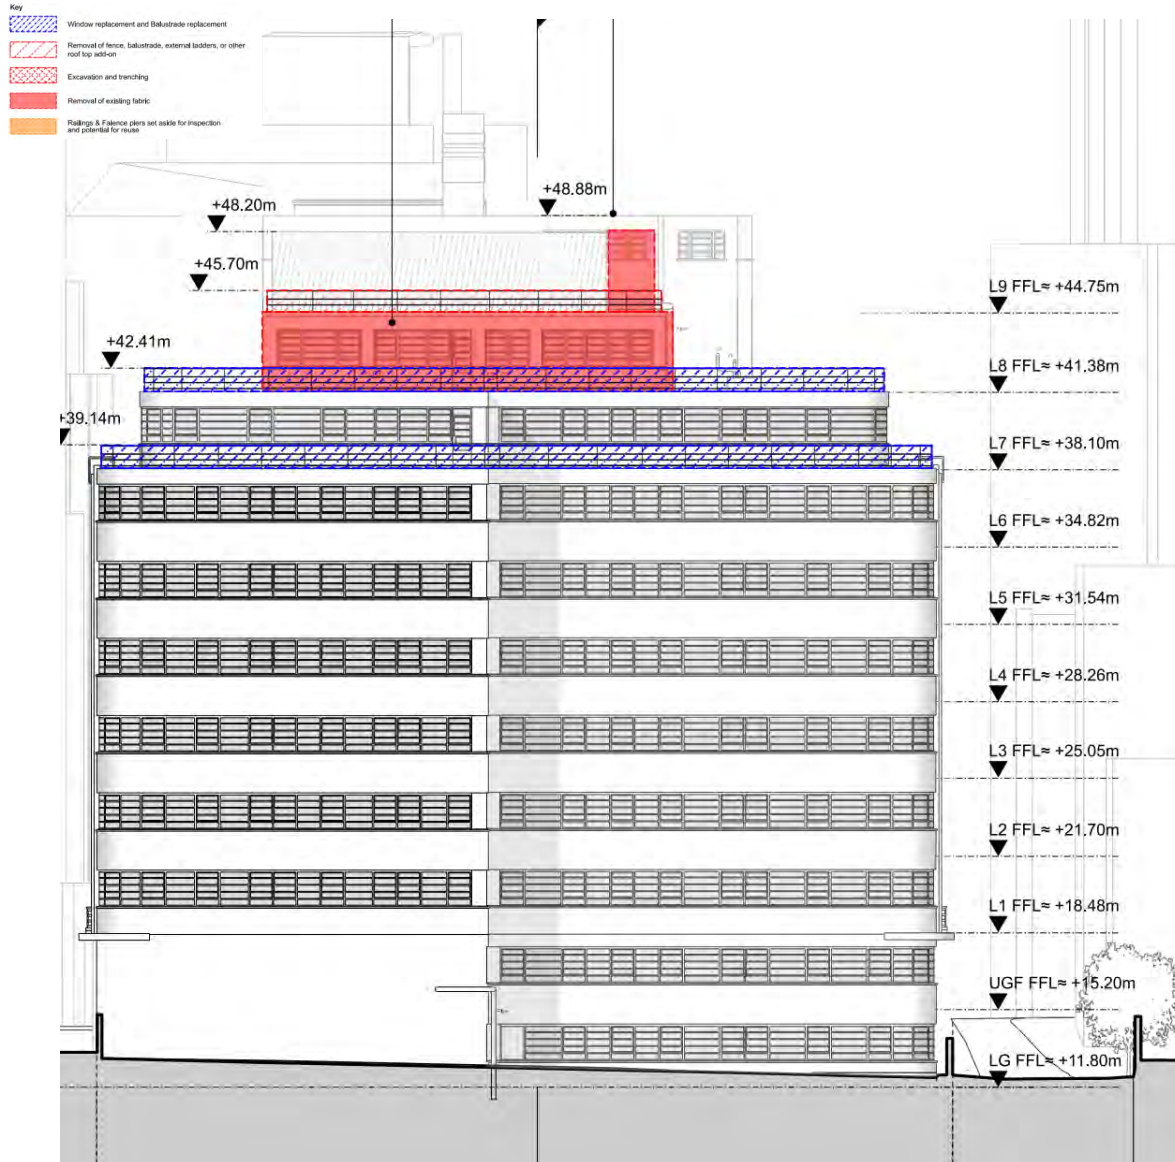 Key
Window replacement and Balustrade replacement
Removal of fence, balustrade, external ladders, or other
roof top add-on
Excavation and trenching
Removal of existing fabric
Railings & Faience piers set aside for inspection
and potential for reuse
+48.88m
+48.20m
+45.70m
L9 FFL≈ +44.75m
+42.41m
L8 FFL≈ +41.38m
+39.14m
L7 FFL≈ +38.10m
L6 FFL≈ +34.82m
L5 FFL≈ +31.54m
L4 FFL≈ +28.26m
L3 FFL≈ +25.05m
L2 FFL≈ +21.70m
L1 FFL≈ +18.48m
UGF FFL≈ +15.20m
LG FFL≈ +11.80m